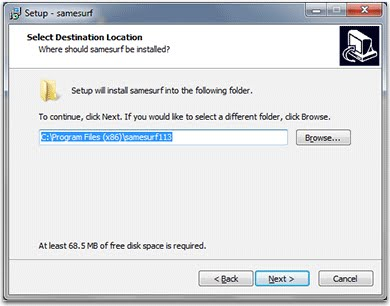 Setup - samesurf
Select Destination Location
Where should samesurf be installed?
Setup will install samesurf into the following folder.
To continue, click Next. If you would like to select a different folder, click Browse.
C:\Program Files (x86)\samesurf113
Browse...
At least 68.5 MB of free disk space is required.
< Back
Next >
Cancel